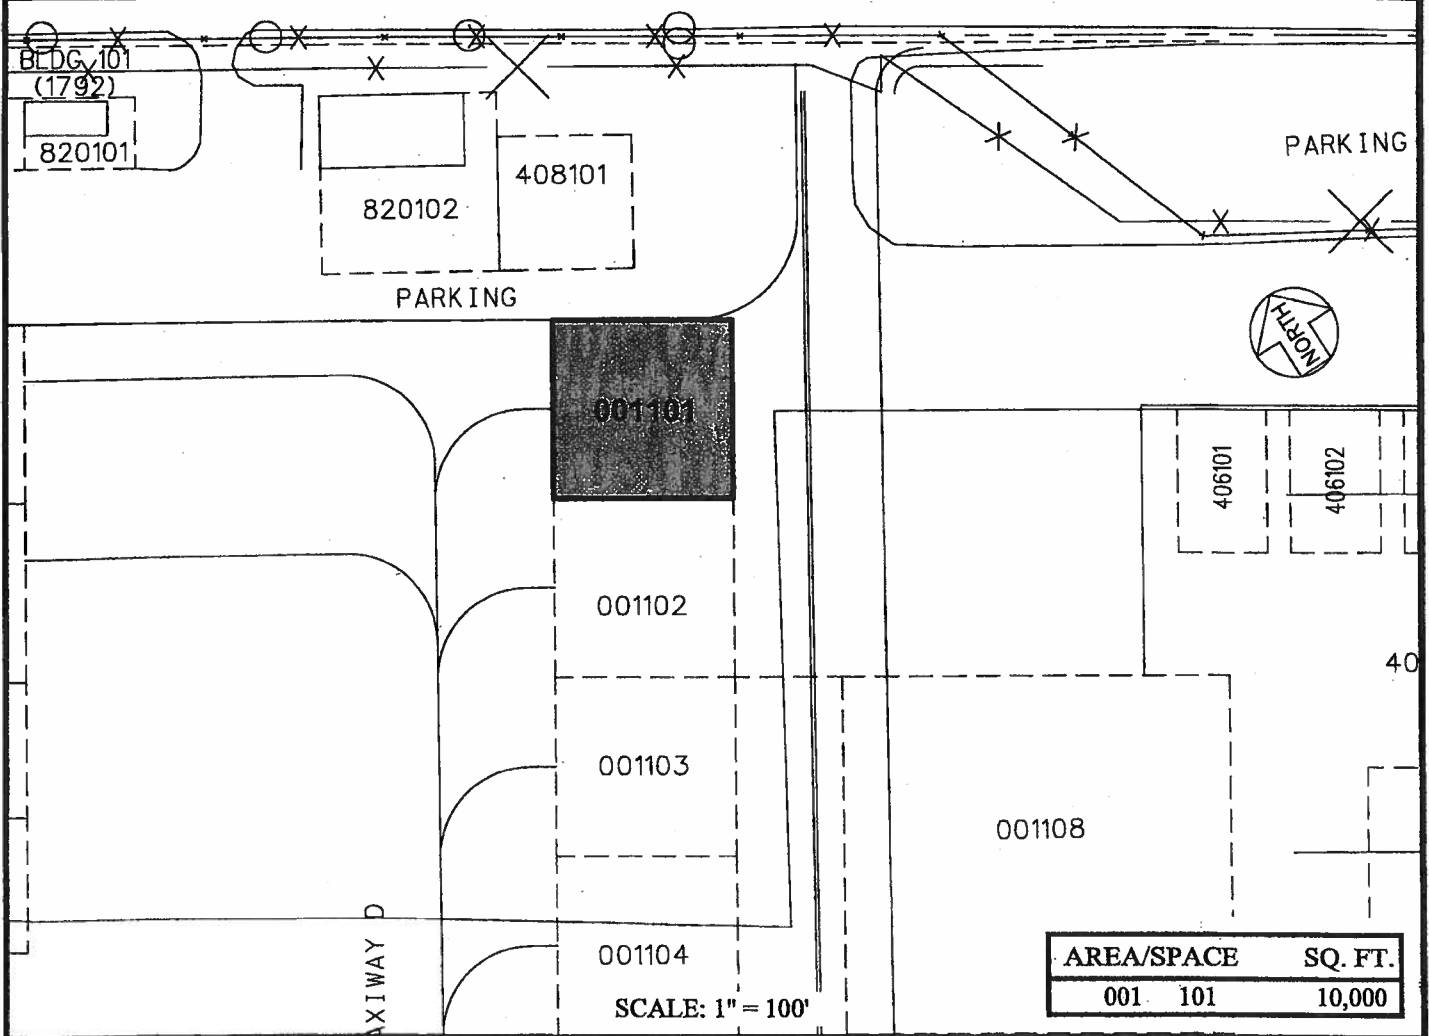 BLDG 101
(1792)
820101
820102
408101
PARKING
PARKING
NORTH
001101
406101
406102
001102
40
001103
001108
AXIWAY D
001104
SCALE: 1" = 100'
AREA/SPACE SQ. FT.
001 101 10,000